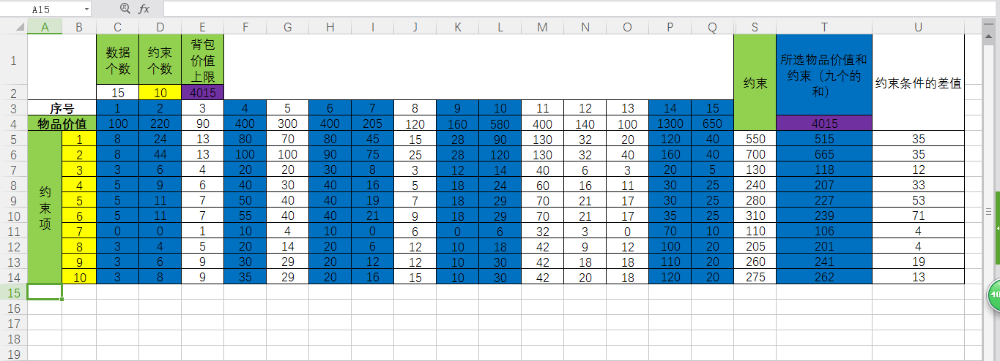 A15 fx
A B C D E F G H I J K L M N O P Q S T U
1 数据个数 约束个数 背包价值上限 约束 所选物品价值和约束（九个的和） 约束条件的差值
2 15 10 4015
3 序号 1 2 3 4 5 6 7 8 9 10 11 12 13 14 15
4 物品价值 100 220 90 400 300 400 205 120 160 580 400 140 100 1300 650 4015
约束项
5 1 8 24 13 80 70 80 45 15 28 90 130 32 20 120 40 550 515 35
6 2 8 44 13 100 100 90 75 25 28 120 130 32 40 160 40 700 665 35
7 3 3 6 4 20 20 30 8 3 12 14 40 6 3 20 5 130 118 12
8 4 5 9 6 40 30 40 16 5 18 24 60 16 11 30 25 240 207 33
9 5 5 11 7 50 40 40 19 7 18 29 70 21 17 30 25 280 227 53
10 6 5 11 7 55 40 40 21 9 18 29 70 21 17 35 25 310 239 71
11 7 0 0 1 10 4 10 0 6 0 6 32 3 0 70 10 110 106 4
12 8 3 4 5 20 14 20 6 12 10 18 42 9 12 100 20 205 201 4
13 9 3 6 9 30 29 20 12 12 10 30 42 18 18 110 20 260 241 19
14 10 3 8 9 35 29 20 16 15 10 30 42 20 18 120 20 275 262 13
15
16
17
18
19